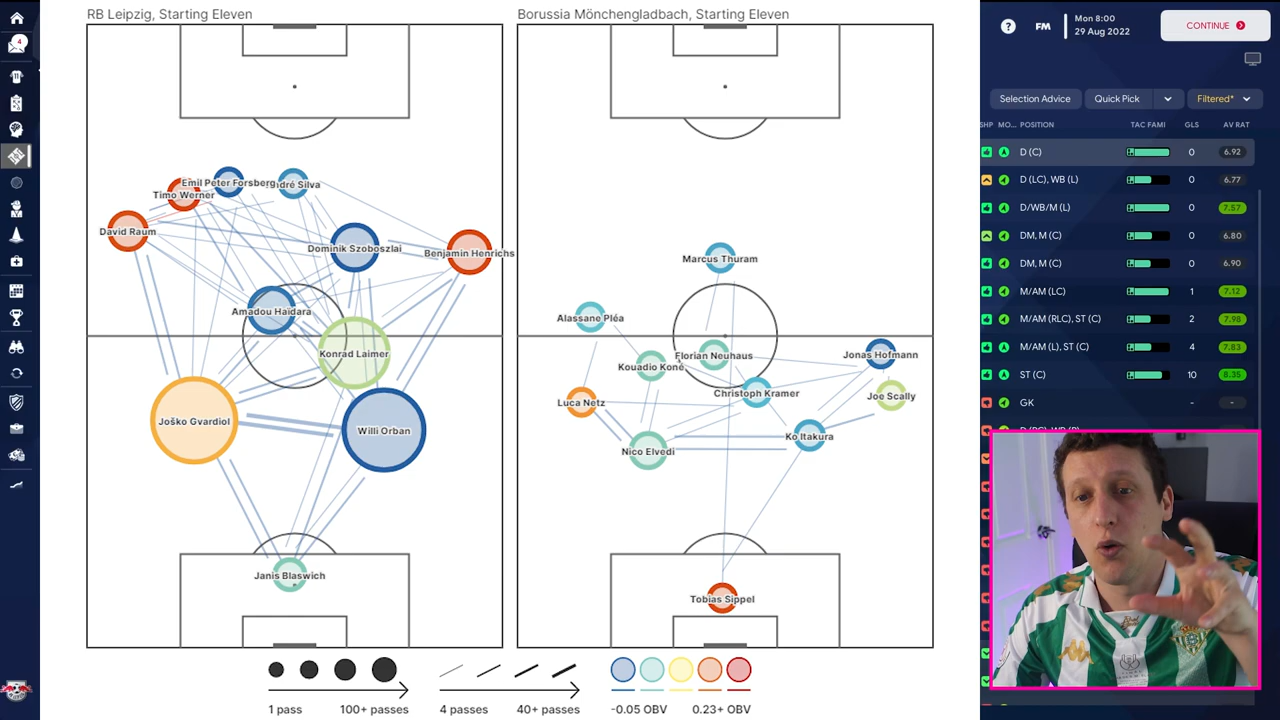 RB Leipzig, Starting Eleven
Borussia Mönchengladbach, Starting Eleven
4
Emil Peter Forsberg
dré Silva
Timo Werner
David Raum
Dominik Szoboszlai
Benjamin Henrichs
Amadou Haidara
Konrad Laimer
Joško Gvardiol
Willi Orban
Janis Blaswich
Marcus Thuram
Alassane Pléa
Florian Neuhaus
Jonas Hofmann
Kouadio Koné
Christoph Kramer
Joe Scally
Luca Netz
Ko Itakura
Nico Elvedi
Tobias Sippel
1 pass
100+ passes
4 passes
40+ passes
-0.05 OBV
0.23+ OBV
?
FM
Mon 8:00
29 Aug 2022
CONTINUE
Selection Advice
Quick Pick
Filtered*
SHP MO... POSITION TAC FAMI GLS AV RAT
D (C) 0 6.92
D (LC), WB (L) 0 6.77
D/WB/M (L) 0 7.57
DM, M (C) 0 6.80
DM, M (C) 0 6.90
M/AM (LC) 1 7.12
M/AM (RLC), ST (C) 2 7.98
M/AM (L), ST (C) 4 7.83
ST (C) 10 8.35
GK - -